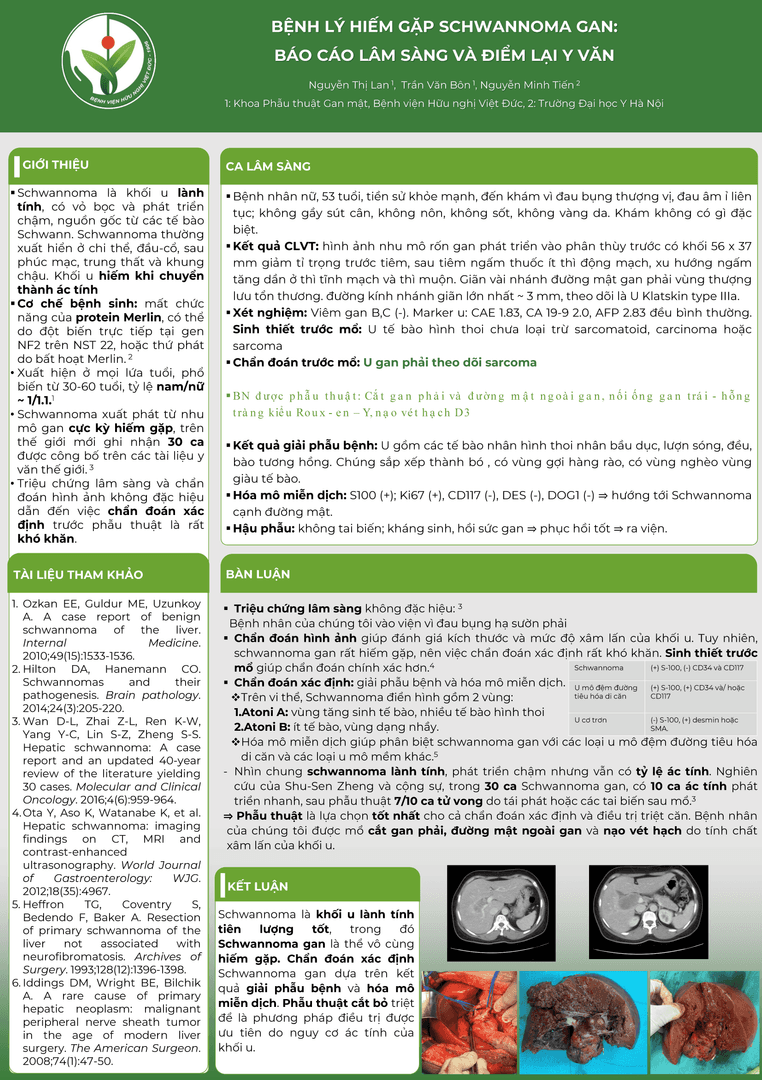 BỆNH LÝ HIẾM GẶP SCHWANNOMA GAN:
BÁO CÁO LÂM SÀNG VÀ ĐIỂM LẠI Y VĂN
Nguyễn Thị Lan ¹, Trần Văn Bôn ¹, Nguyễn Minh Tiến ²
1: Khoa Phẫu thuật Gan mật, Bệnh viện Hữu nghị Việt Đức, 2: Trường Đại học Y Hà Nội
BỆNH VIỆN HỮU NGHỊ VIỆT ĐỨC - 1906
GIỚI THIỆU
▪ Schwannoma là khối u lành
tính, có vỏ bọc và phát triển
chậm, nguồn gốc từ các tế bào
Schwann. Schwannoma thường
xuất hiển ở chi thể, đầu-cổ, sau
phúc mạc, trung thất và khung
chậu. Khối u hiếm khi chuyển
thành ác tính
▪ Cơ chế bệnh sinh: mất chức
năng của protein Merlin, có thể
do đột biến trực tiếp tại gen
NF2 trên NST 22, hoặc thứ phát
do bất hoạt Merlin. ²
• Xuất hiện ở mọi lứa tuổi, phổ
biến từ 30-60 tuổi, tỷ lệ nam/nữ
~ 1/1.1.¹
• Schwannoma xuất phát từ nhu
mô gan cực kỳ hiếm gặp, trên
thế giới mới ghi nhận 30 ca
được công bố trên các tài liệu y
văn thế giới. ³
• Triệu chứng lâm sàng và chẩn
đoán hình ảnh không đặc hiệu
dẫn đến việc chẩn đoán xác
định trước phẫu thuật là rất
khó khăn.
CA LÂM SÀNG
▪ Bệnh nhân nữ, 53 tuổi, tiền sử khỏe mạnh, đến khám vì đau bụng thượng vị, đau âm ỉ liên
tục; không gầy sút cân, không nôn, không sốt, không vàng da. Khám không có gì đặc
biệt.
▪ Kết quả CLVT: hình ảnh như mô rốn gan phát triển vào phân thùy trước có khối 56 x 37
mm giảm tỉ trọng trước tiêm, sau tiêm ngấm thuốc ít thì động mạch, xu hướng ngấm
tăng dần ở thì tĩnh mạch và thì muộn. Giãn vài nhánh đường mật gan phải vùng thượng
lưu tổn thương. đường kính nhánh giãn lớn nhất ~ 3 mm, theo dõi là U Klatskin type IIIa.
▪ Xét nghiệm: Viêm gan B,C (-). Marker u: CAE 1.83, CA 19-9 2.0, AFP 2.83 đều bình thường.
Sinh thiết trước mổ: U tế bào hình thoi chưa loại trừ sarcomatoid, carcinoma hoặc
sarcoma
▪ Chẩn đoán trước mổ: U gan phải theo dõi sarcoma
▪ BN được phẫu thuật: Cắt gan phải và đường mật ngoài gan, nối ống gan trái - hỗng
tràng kiểu Roux - en – Y, nạo vét hạch D3
▪ Kết quả giải phẫu bệnh: U gồm các tế bào nhân hình thoi nhân bầu dục, lượn sóng, đều,
bào tương hồng. Chúng sắp xếp thành bó , có vùng gợi hàng rào, có vùng nghèo vùng
giàu tế bào.
▪ Hóa mô miễn dịch: S100 (+); Ki67 (+), CD117 (-), DES (-), DOG1 (-) ⇒ hướng tới Schwannoma
cạnh đường mật.
▪ Hậu phẫu: không tai biến; kháng sinh, hồi sức gan ⇒ phục hồi tốt ⇒ ra viện.
TÀI LIỆU THAM KHẢO
1. Ozkan EE, Guldur ME, Uzunkoy
A. A case report of benign
schwannoma of the liver.
Internal Medicine.
2010;49(15):1533-1536.
2. Hilton DA, Hanemann CO.
Schwannomas and their
pathogenesis. Brain pathology.
2014;24(3):205-220.
3. Wan D-L, Zhai Z-L, Ren K-W,
Yang Y-C, Lin S-Z, Zheng S-S.
Hepatic schwannoma: A case
report and an updated 40-year
review of the literature yielding
30 cases. Molecular and Clinical
Oncology. 2016;4(6):959-964.
4. Ota Y, Aso K, Watanabe K, et al.
Hepatic schwannoma: imaging
findings on CT, MRI and
contrast-enhanced
ultrasonography. World Journal
of Gastroenterology: WJG.
2012;18(35):4967.
5. Heffron TG, Coventry S,
Bedendo F, Baker A. Resection
of primary schwannoma of the
liver not associated with
neurofibromatosis. Archives of
Surgery. 1993;128(12):1396-1398.
6. Iddings DM, Wright BE, Bilchik
A. A rare cause of primary
hepatic neoplasm: malignant
peripheral nerve sheath tumor
in the age of modern liver
surgery. The American Surgeon.
2008;74(1):47-50.
BÀN LUẬN
▪ Triệu chứng lâm sàng không đặc hiệu: ³
Bệnh nhân của chúng tôi vào viện vì đau bụng hạ sườn phải
▪ Chẩn đoán hình ảnh giúp đánh giá kích thước và mức độ xâm lấn của khối u. Tuy nhiên,
schwannoma gan rất hiếm gặp, nên việc chẩn đoán xác định rất khó khăn. Sinh thiết trước
mổ giúp chẩn đoán chính xác hơn.⁴
▪ Chẩn đoán xác định: giải phẫu bệnh và hóa mô miễn dịch.
❖Trên vi thể, Schwannoma điển hình gồm 2 vùng:
1.Atoni A: vùng tăng sinh tế bào, nhiều tế bào hình thoi
2.Atoni B: ít tế bào, vùng dạng nhầy.
Schwannoma (+) S-100, (-) CD34 và CD117
U mô đệm đường tiêu hóa di căn (+) S-100, (+) CD34 và/ hoặc CD117
U cơ trơn (-) S-100, (+) desmin hoặc SMA.
❖Hóa mô miễn dịch giúp phân biệt schwannoma gan với các loại u mô đệm đường tiêu hóa
di căn và các loại u mô mềm khác.⁵
- Nhìn chung schwannoma lành tính, phát triển chậm nhưng vẫn có tỷ lệ ác tính. Nghiên
cứu của Shu-Sen Zheng và cộng sự, trong 30 ca Schwannoma gan, có 10 ca ác tính phát
triển nhanh, sau phẫu thuật 7/10 ca tử vong do tái phát hoặc các tai biến sau mổ.³
⇒ Phẫu thuật là lựa chọn tốt nhất cho cả chẩn đoán xác định và điều trị triệt căn. Bệnh nhân
của chúng tôi được mổ cắt gan phải, đường mật ngoài gan và nạo vét hạch do tính chất
xâm lấn của khối u.
KẾT LUẬN
Schwannoma là khối u lành tính
tiên lượng tốt, trong đó
Schwannoma gan là thể vô cùng
hiếm gặp. Chẩn đoán xác định
Schwannoma gan dựa trên kết
quả giải phẫu bệnh và hóa mô
miễn dịch. Phẫu thuật cắt bỏ triệt
để là phương pháp điều trị được
ưu tiên do nguy cơ ác tính của
khối u.